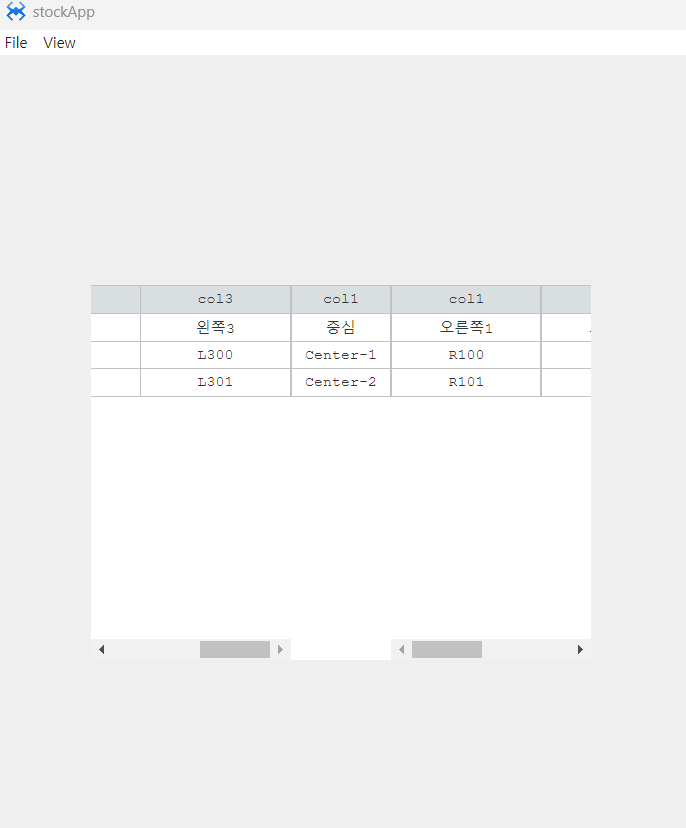 stockApp
File View
col3 col1 col1
왼쪽3 중심 오른쪽1
L300 Center-1 R100
L301 Center-2 R101